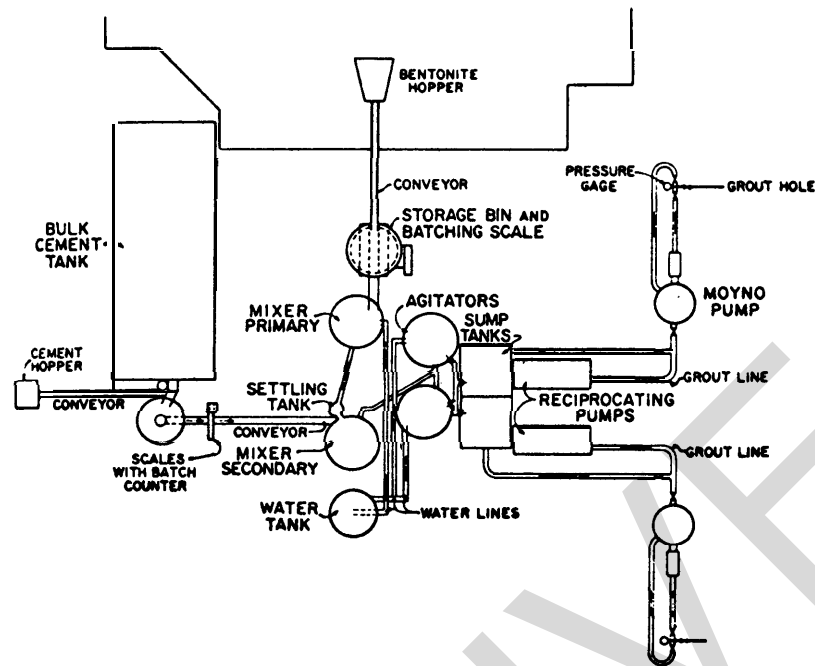 BENTONITE
HOPPER
CONVEYOR
PRESSURE
GAGE
GROUT HOLE
STORAGE BIN AND
BATCHING SCALE
BULK
CEMENT
TANK
MOYNO
PUMP
MIXER
PRIMARY
AGITATORS
SUMP
TANKS
CEMENT
HOPPER
CONVEYOR
SETTLING
TANK
GROUT LINE
RECIPROCATING
PUMPS
CONVEYOR
MIXER
SECONDARY
SCALES
WITH BATCH
COUNTER
GROUT LINE
WATER
TANK
WATER LINES